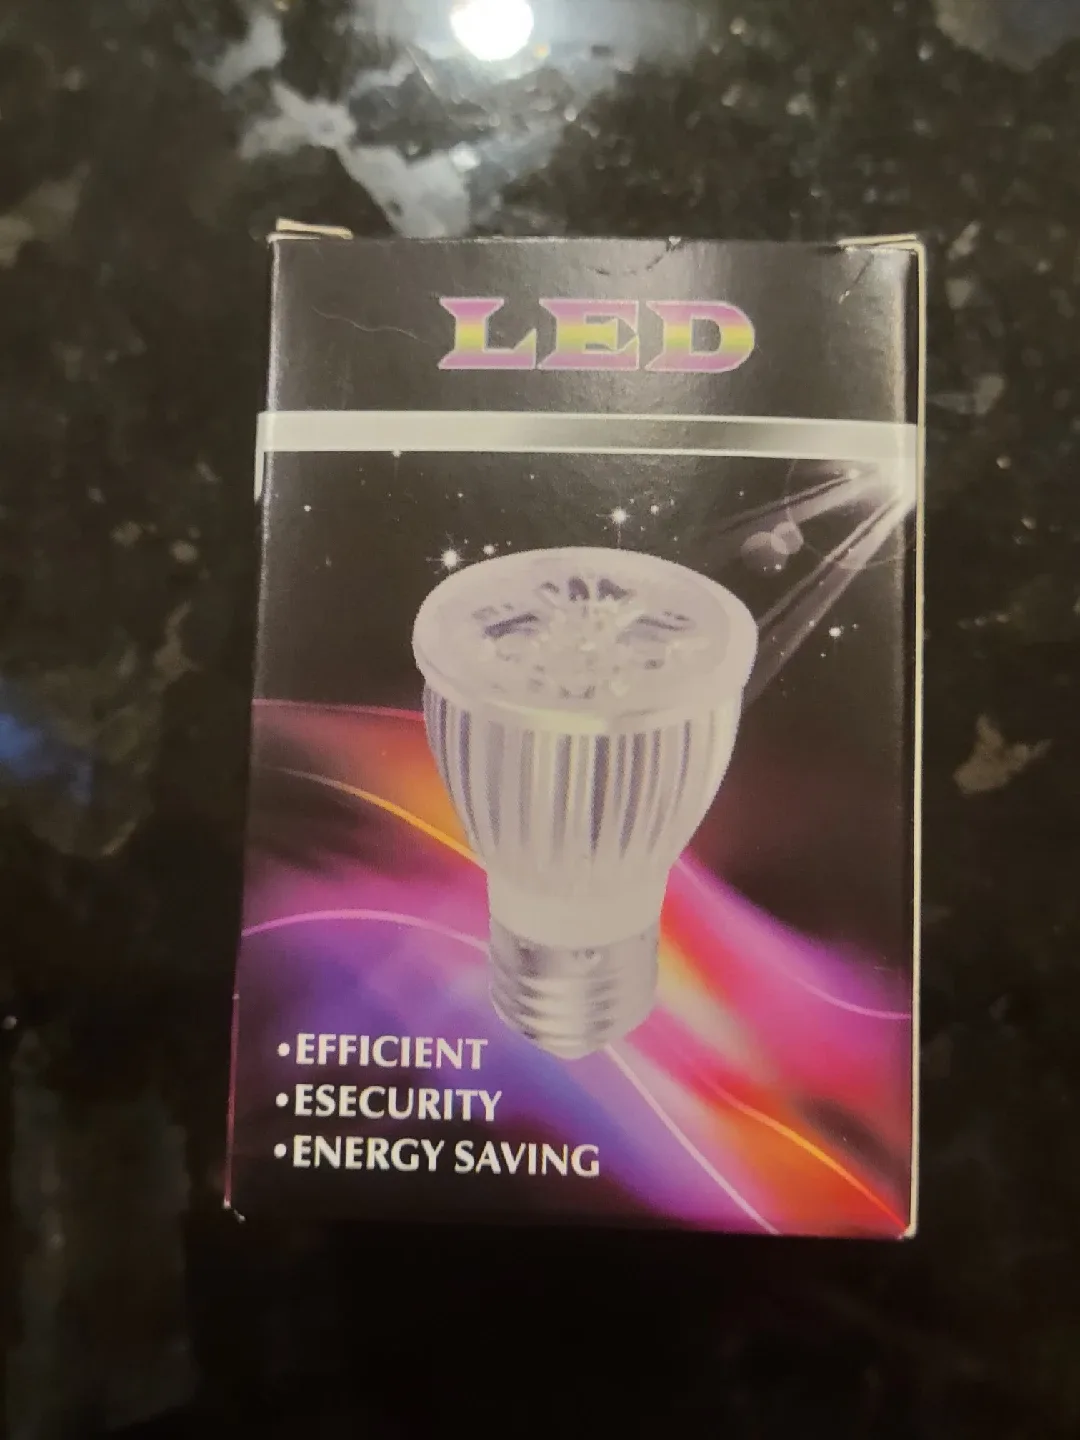 LED
•EFFICIENT
•ESECURITY
•ENERGY SAVING